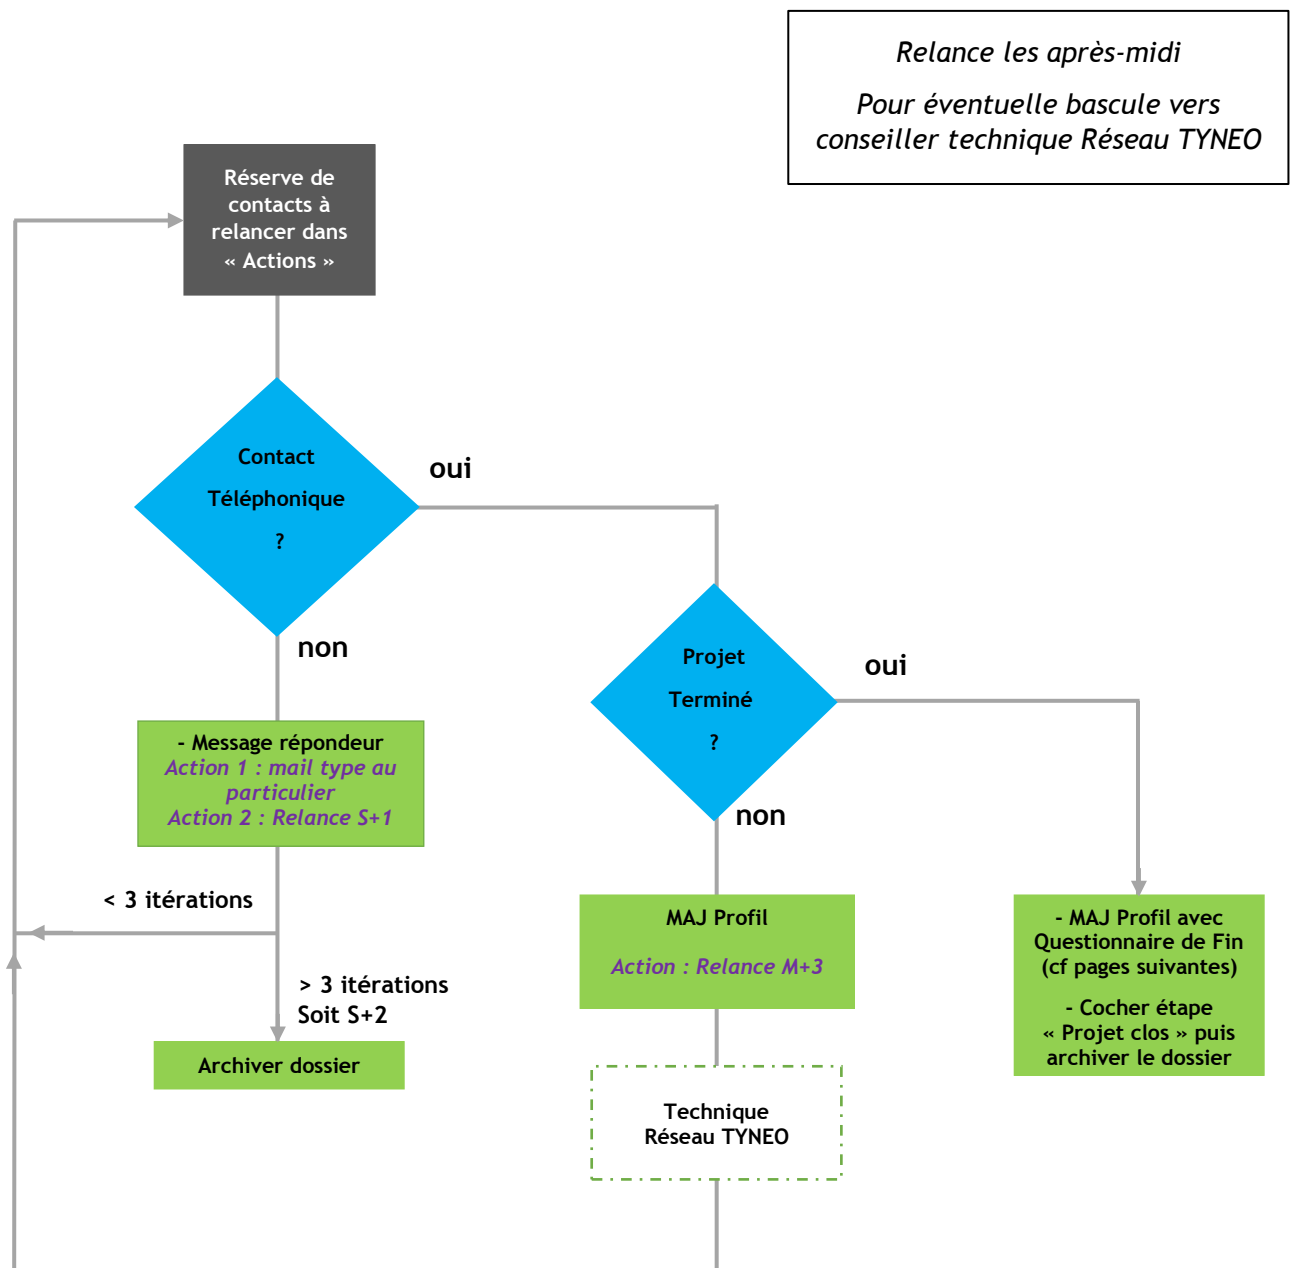 Relance les après-midi
Pour éventuelle bascule vers
conseiller technique Réseau TYNEO
Réserve de
contacts à
relancer dans
« Actions »
Contact
Téléphonique
?
oui
non
Projet
Terminé
?
oui
non
- Message répondeur
Action 1 : mail type au
particulier
Action 2 : Relance S+1
< 3 itérations
> 3 itérations
Soit S+2
Archiver dossier
MAJ Profil
Action : Relance M+3
Technique
Réseau TYNEO
- MAJ Profil avec
Questionnaire de Fin
(cf pages suivantes)
- Cocher étape
« Projet clos » puis
archiver le dossier